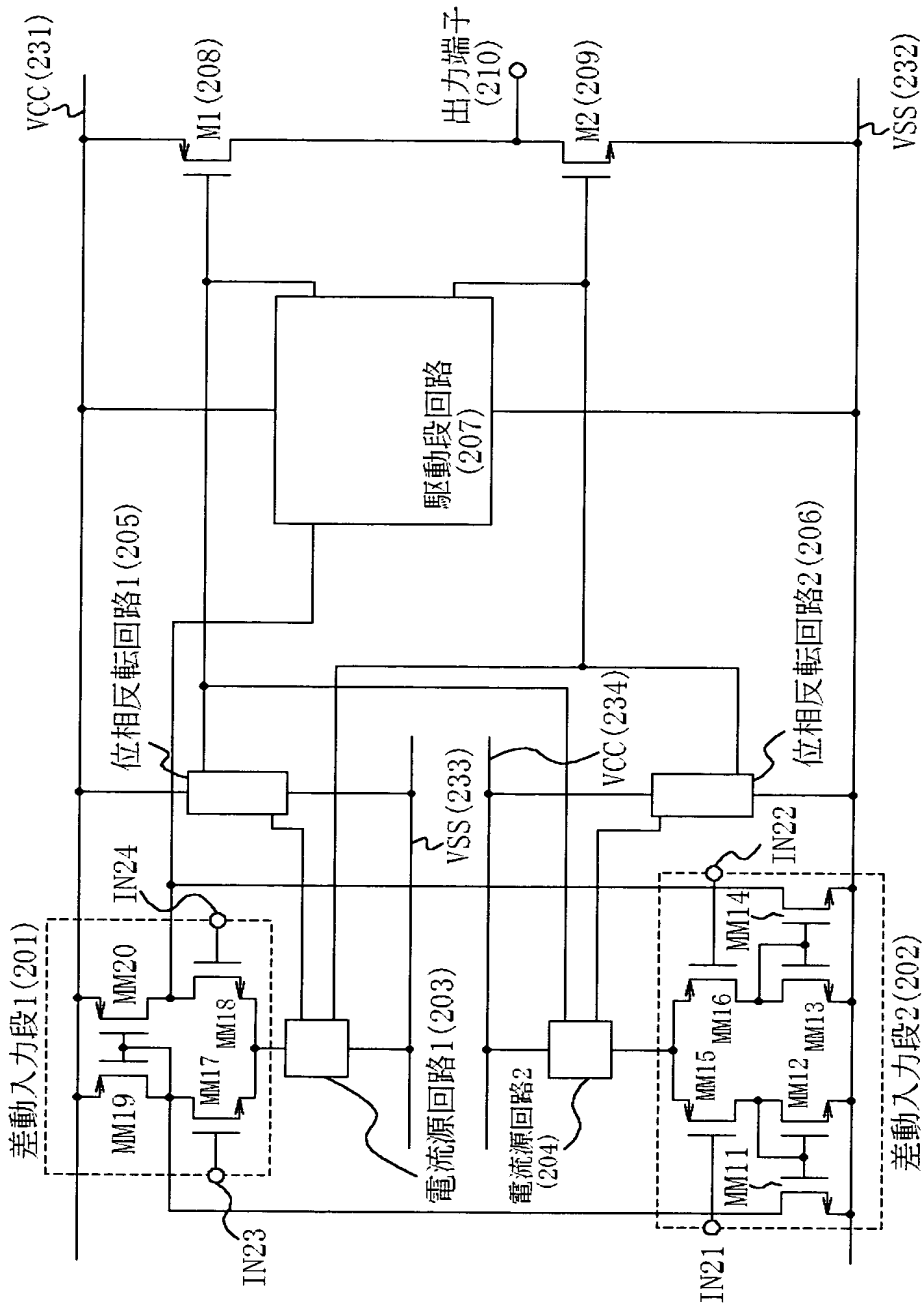 VCC(231)
M1(208)
出力端子
(210)
M2(209)
VSS(232)
駆動段回路
(207)
位相反転回路1(205)
位相反転回路2(206)
VSS(233)
VCC(234)
IN24
IN22
差動入力段1(201)
MM20
MM19
MM18
MM17
IN23
電流源回路1(203)
電流源回路2
(204)
MM14
MM16
MM13
MM15
MM12
MM11
IN21
差動入力段2(202)